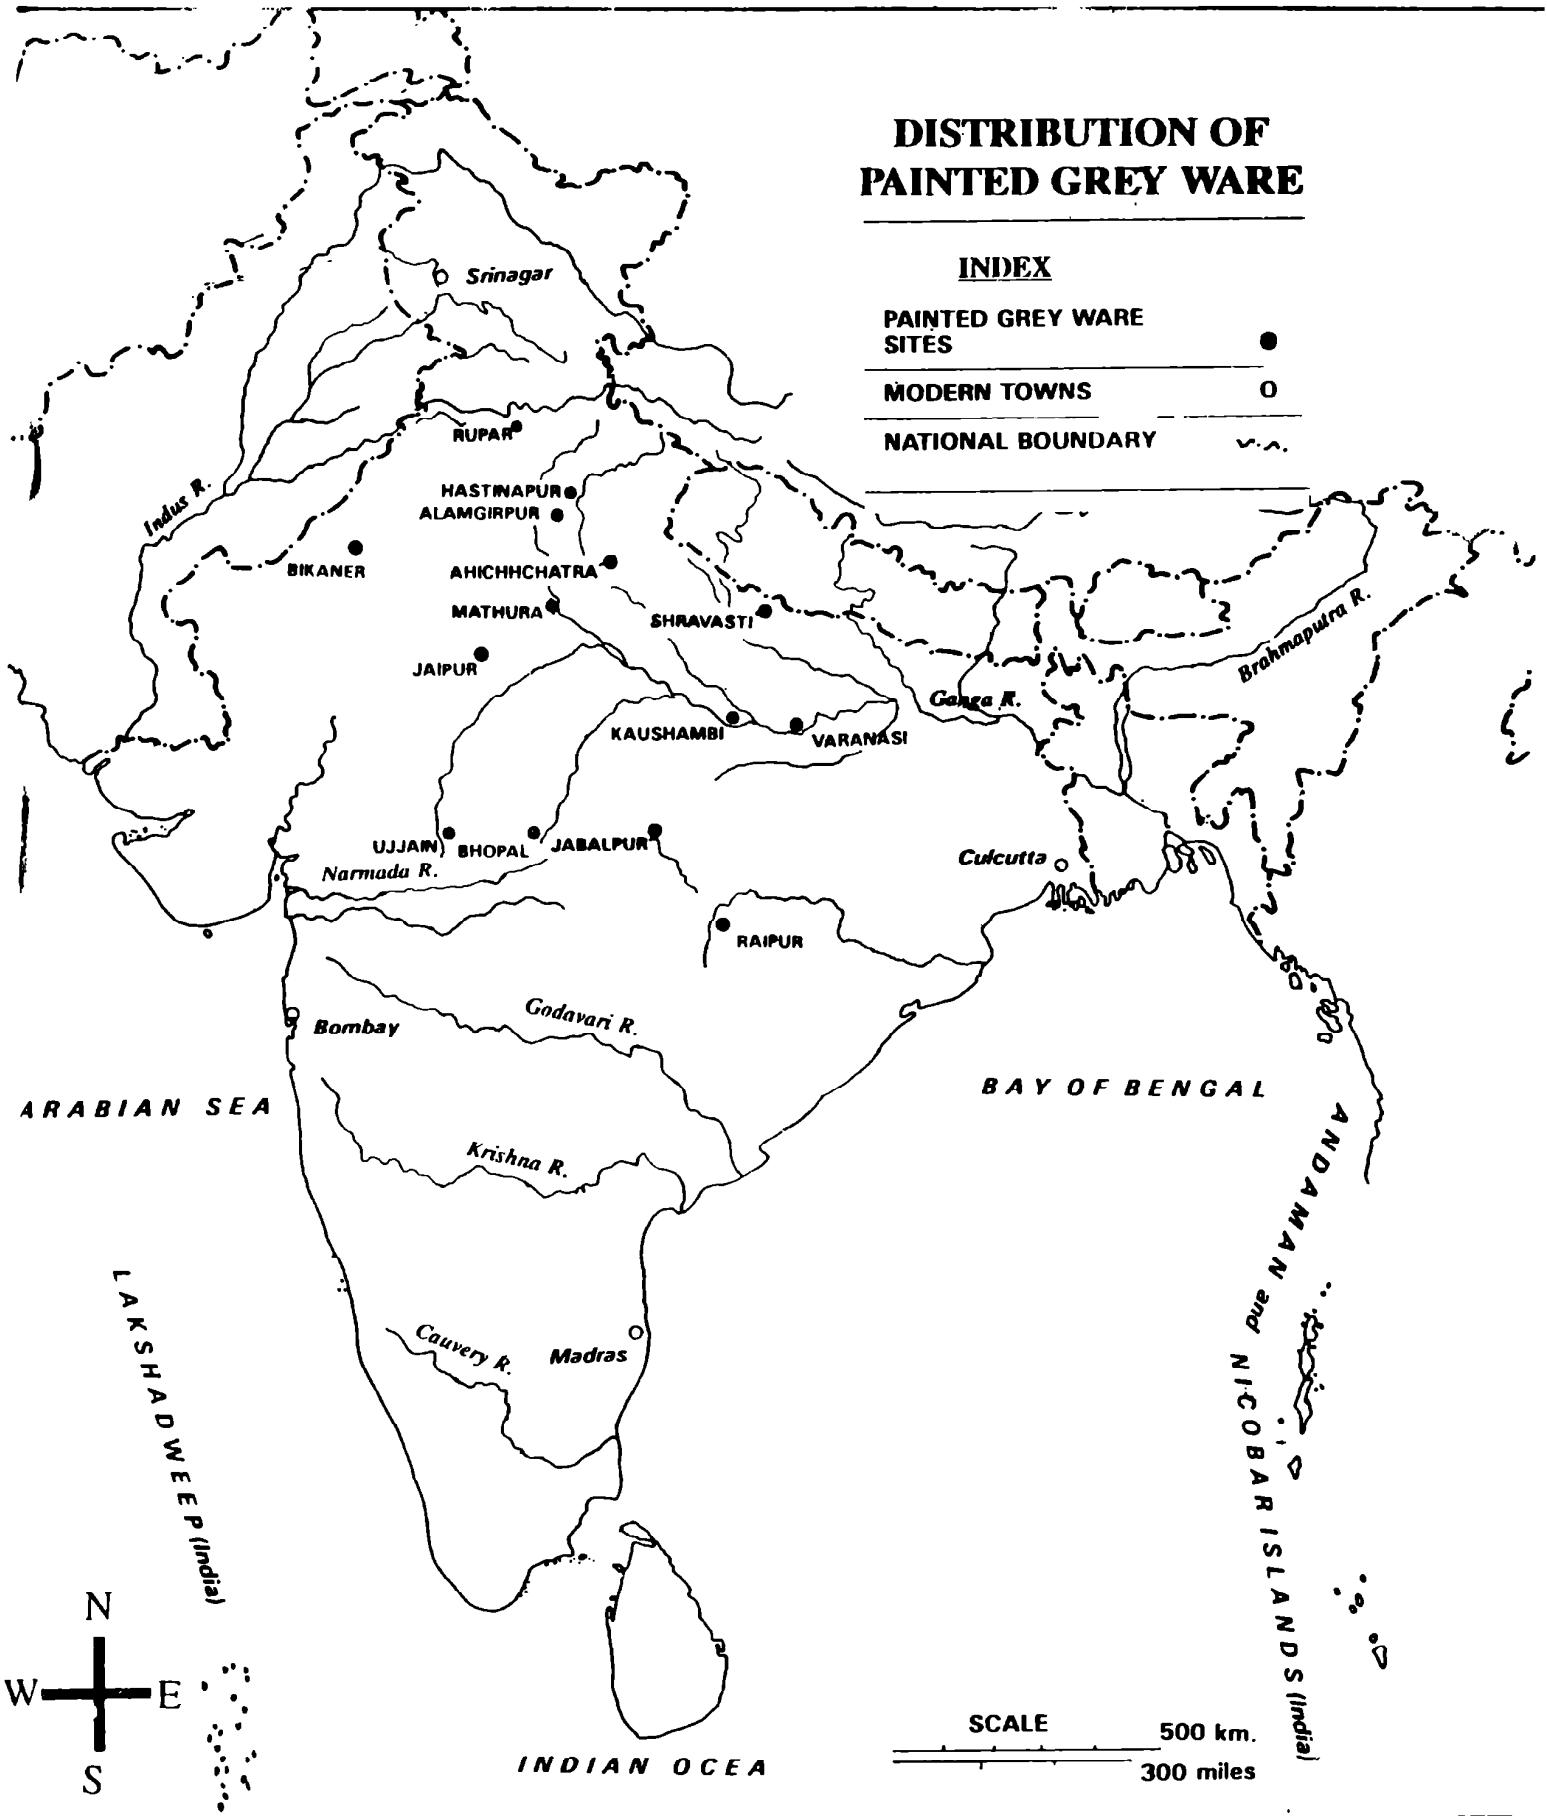 DISTRIBUTION OF
PAINTED GREY WARE
INDEX
PAINTED GREY WARE
SITES
MODERN TOWNS
NATIONAL BOUNDARY
Srinagar
RUPAR
Indus R.
HASTINAPUR
ALAMGIRPUR
BIKANER
AHICHHCHATRA
MATHURA
SHRAVASTI
Brahmaputra R.
JAIPUR
Ganga R.
KAUSHAMBI
VARANASI
UJJAIN
BHOPAL
JABALPUR
Culcutta
Narmada R.
RAIPUR
Godavari R.
Bombay
BAY OF BENGAL
ARABIAN SEA
Krishna R.
ANDAMAN and
NICOBAR ISLANDS (India)
LAKSHADWEEP (India)
Cauvery R.
Madras
N
W
E
S
SCALE
500 km.
300 miles
INDIAN OCEA